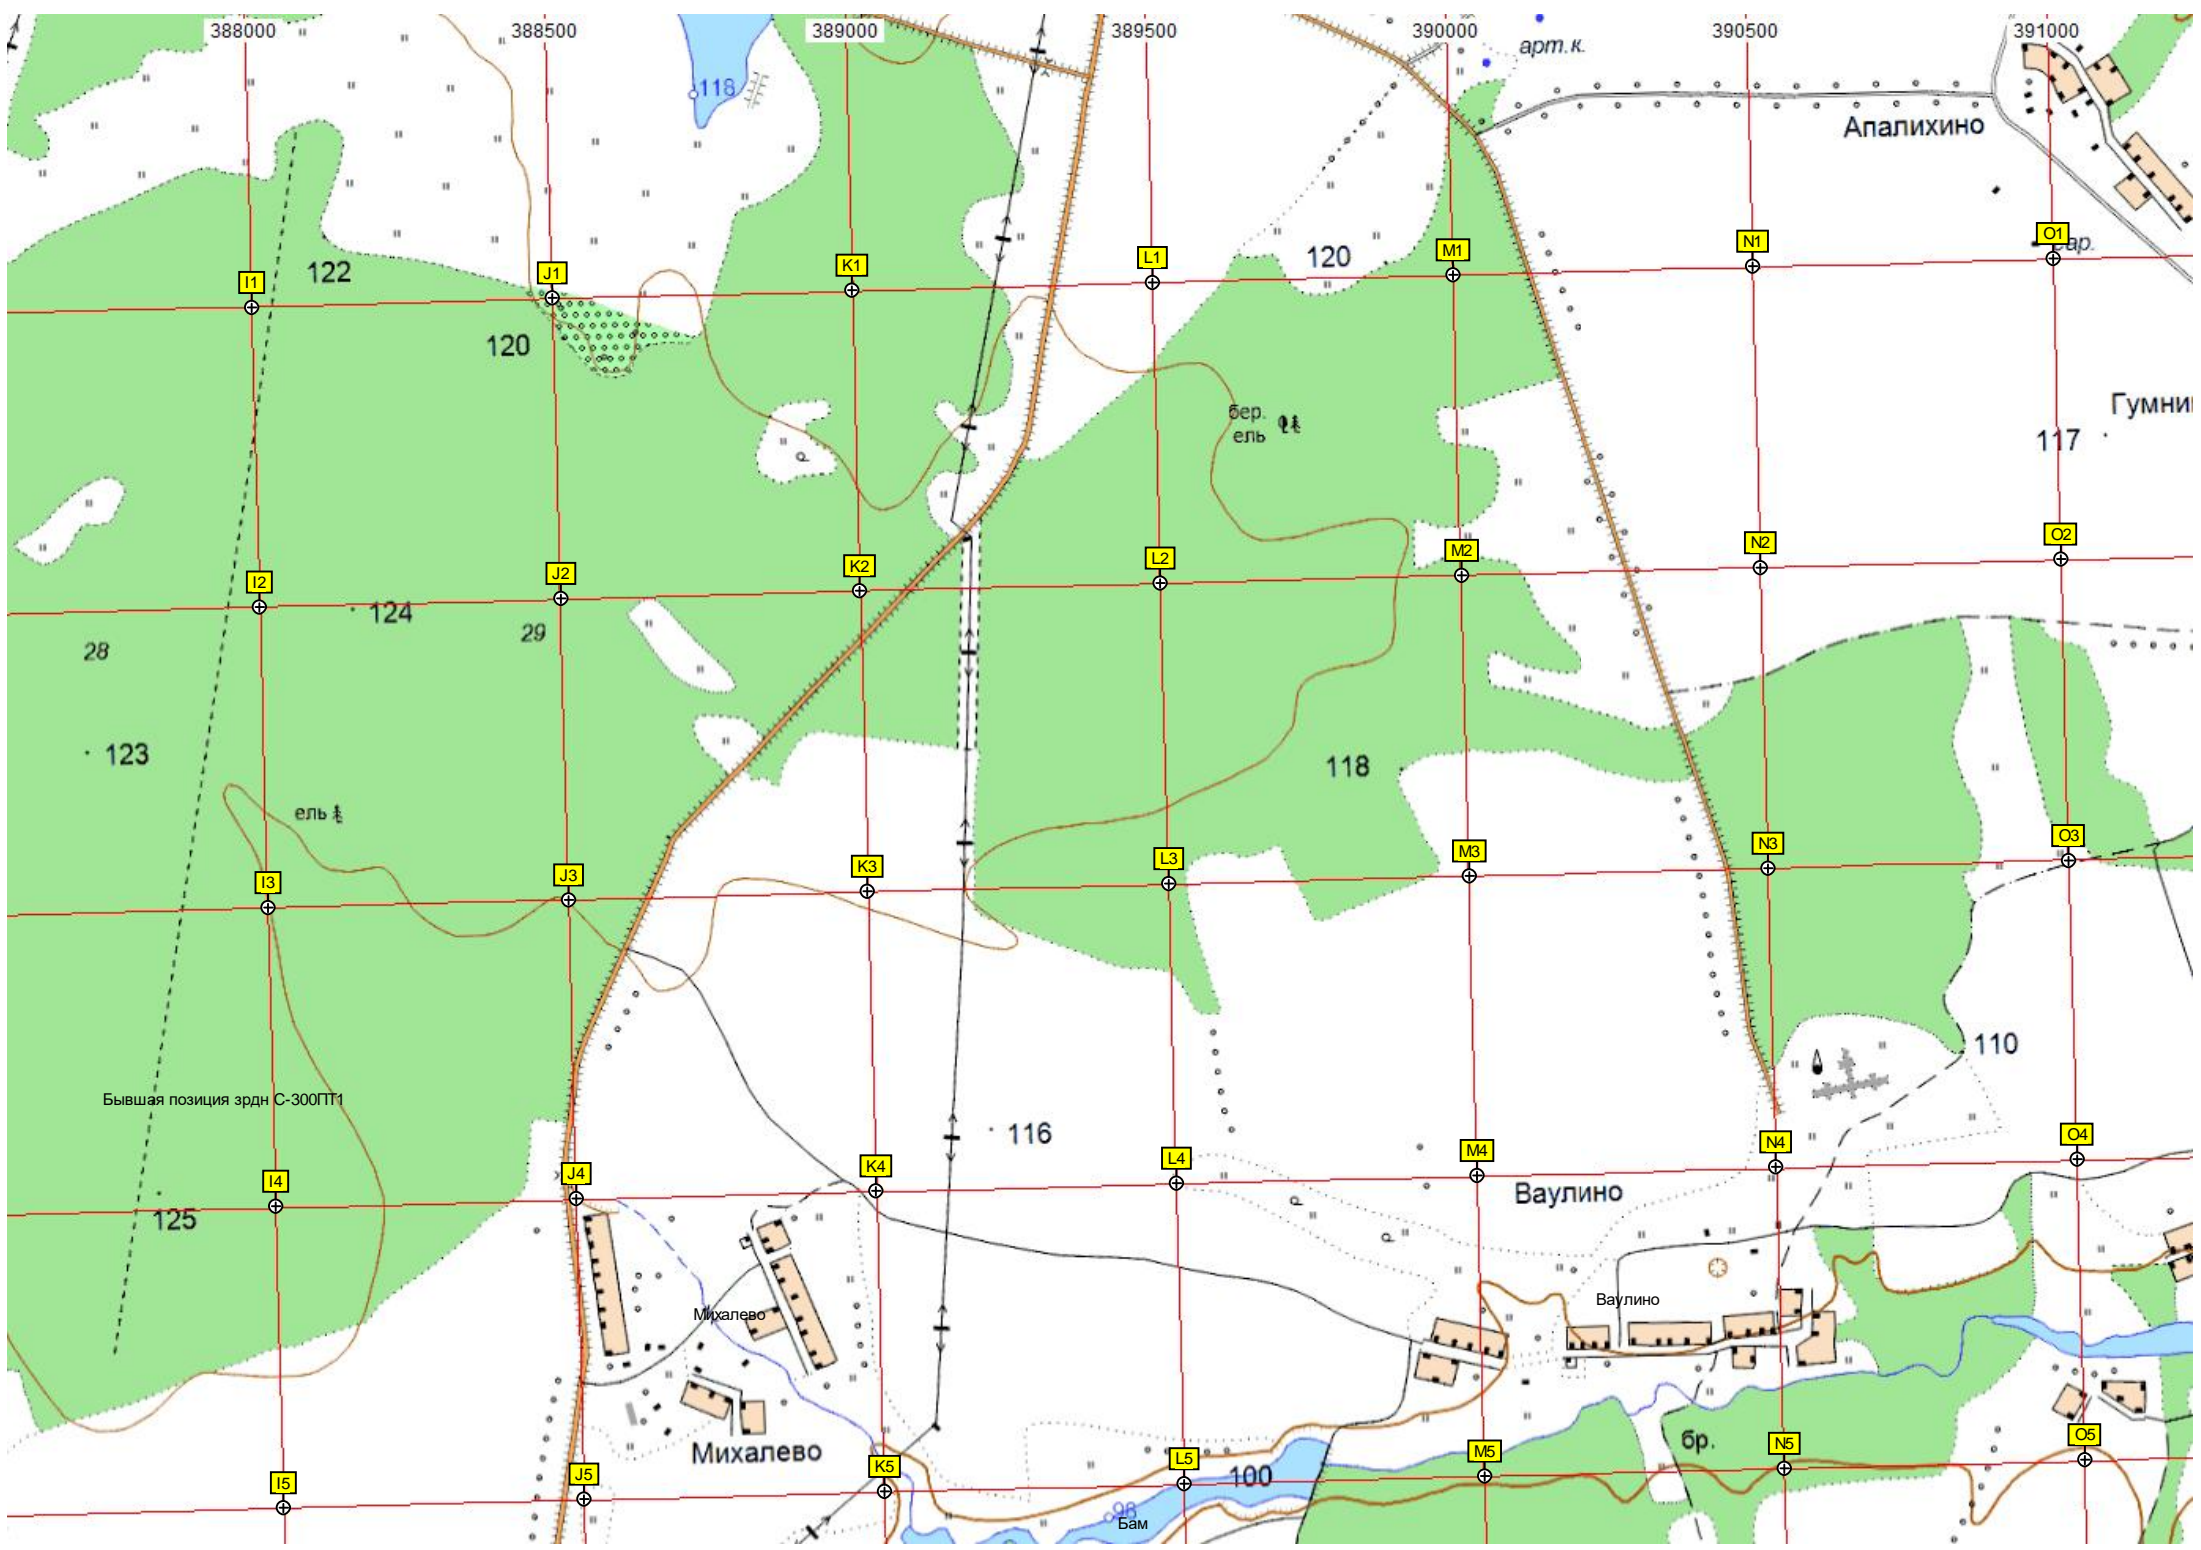 388000
388500
389000
389500
390000
390500
391000
арт.к.
118
Апалихино
O1
N1
M1
120
L1
K1
J1
I1
122
120
Гумни
117
бер.
ель
O2
N2
M2
L2
K2
J2
I2
124
29
28
123
118
ель
O3
N3
M3
L3
K3
J3
I3
110
Бывшая позиция зрдн С-300ПТ1
116
O4
N4
M4
L4
K4
J4
I4
Ваулино
125
Ваулино
Михалево
Михалево
бр.
O5
N5
M5
L5
K5
J5
I5
100
98
Бам